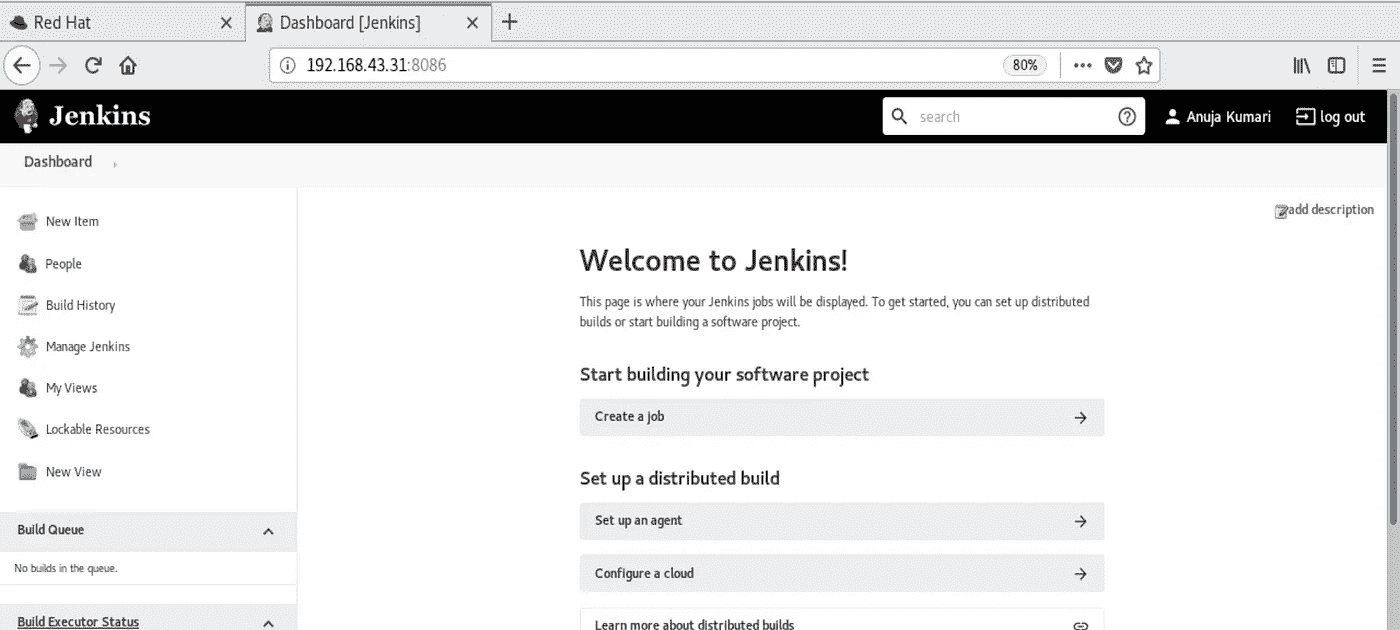 Red Hat
Dashboard [Jenkins]
192.168.43.31:8086
80%
Jenkins
search
Anuja Kumari
log out
Dashboard
add description
New Item
People
Build History
Manage Jenkins
My Views
Lockable Resources
New View
Build Queue
No builds in the queue.
Build Executor Status
Welcome to Jenkins!
This page is where your Jenkins jobs will be displayed. To get started, you can set up distributed
builds or start building a software project.
Start building your software project
Create a job
Set up a distributed build
Set up an agent
Configure a cloud
Learn more about distributed builds